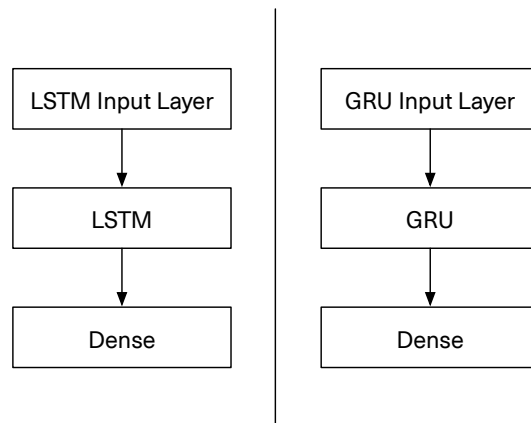 LSTM Input Layer
LSTM
Dense
GRU Input Layer
GRU
Dense